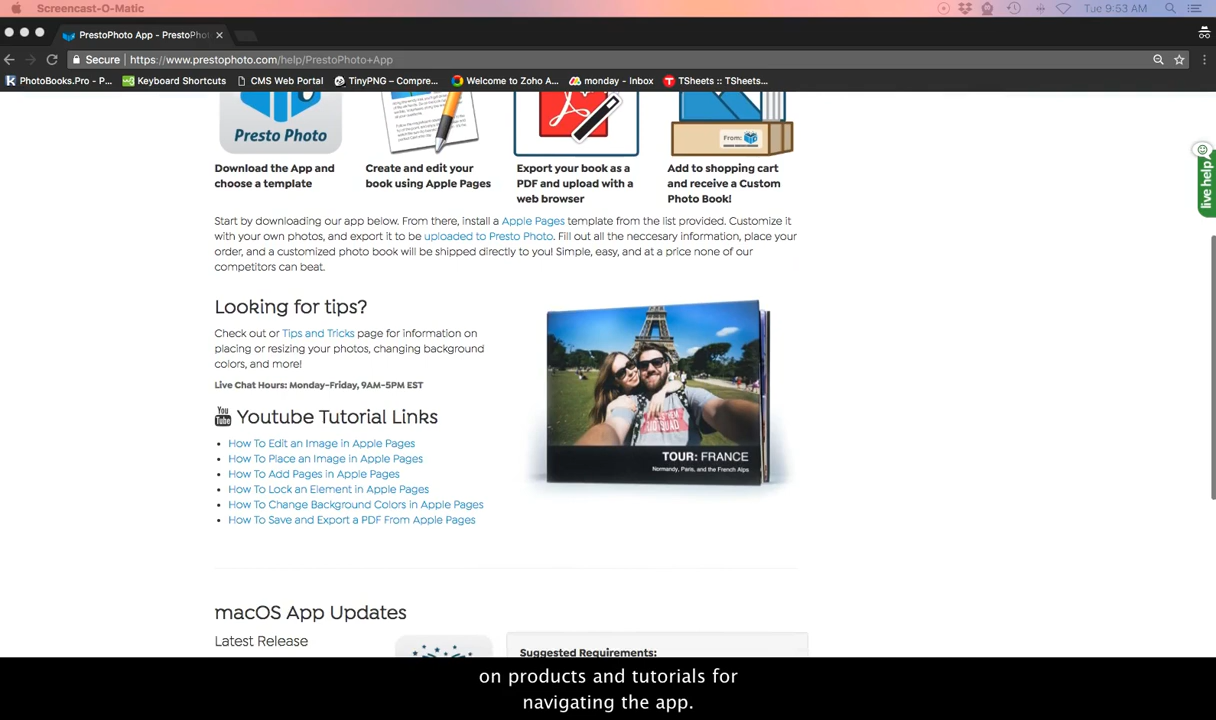 Screencast-O-Matic
Tue 9:53 AM
PrestoPhoto App - PrestoPhot
Secure https://www.prestophoto.com/help/PrestoPhoto+App
PhotoBooks.Pro - P...
Keyboard Shortcuts
CMS Web Portal
TinyPNG – Compre...
Welcome to Zoho A...
monday - Inbox
TSheets :: TSheets...
Presto Photo
From:
Download the App and
choose a template
Create and edit your
book using Apple Pages
Export your book as a
PDF and upload with a
web browser
Add to shopping cart
and receive a Custom
Photo Book!
Start by downloading our app below. From there, install a Apple Pages template from the list provided. Customize it
with your own photos, and export it to be uploaded to Presto Photo. Fill out all the neccesary information, place your
order, and a customized photo book will be shipped directly to you! Simple, easy, and at a price none of our
competitors can beat.
Looking for tips?
Check out or Tips and Tricks page for information on
placing or resizing your photos, changing background
colors, and more!
Live Chat Hours: Monday-Friday, 9AM-5PM EST
You Tube
Youtube Tutorial Links
How To Edit an Image in Apple Pages
How To Place an Image in Apple Pages
How To Add Pages in Apple Pages
How To Lock an Element in Apple Pages
How To Change Background Colors in Apple Pages
How To Save and Export a PDF From Apple Pages
TOUR: FRANCE
Normandy, Paris, and the French Alps
live help
macOS App Updates
Latest Release
Suggested Requirements:
on products and tutorials for
navigating the app.